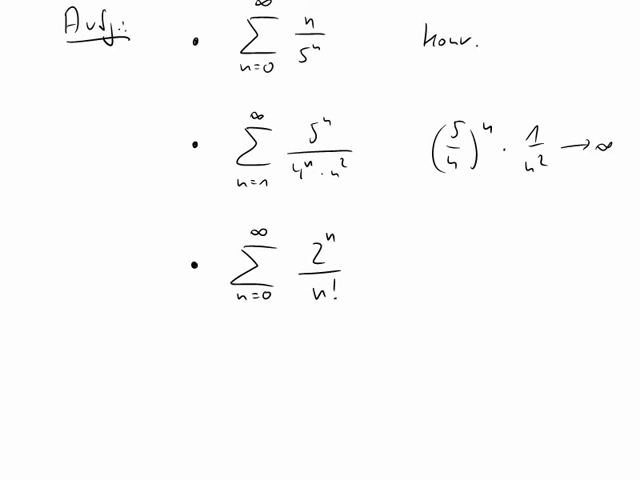 Aufg.: • ∑_{n=0}^{∞} n/5^n konv.
• ∑_{n=1}^{∞} 5^n/(4^n · n^2) (5/4)^n · 1/n^2 → ∞
• ∑_{n=0}^{∞} 2^n/n!